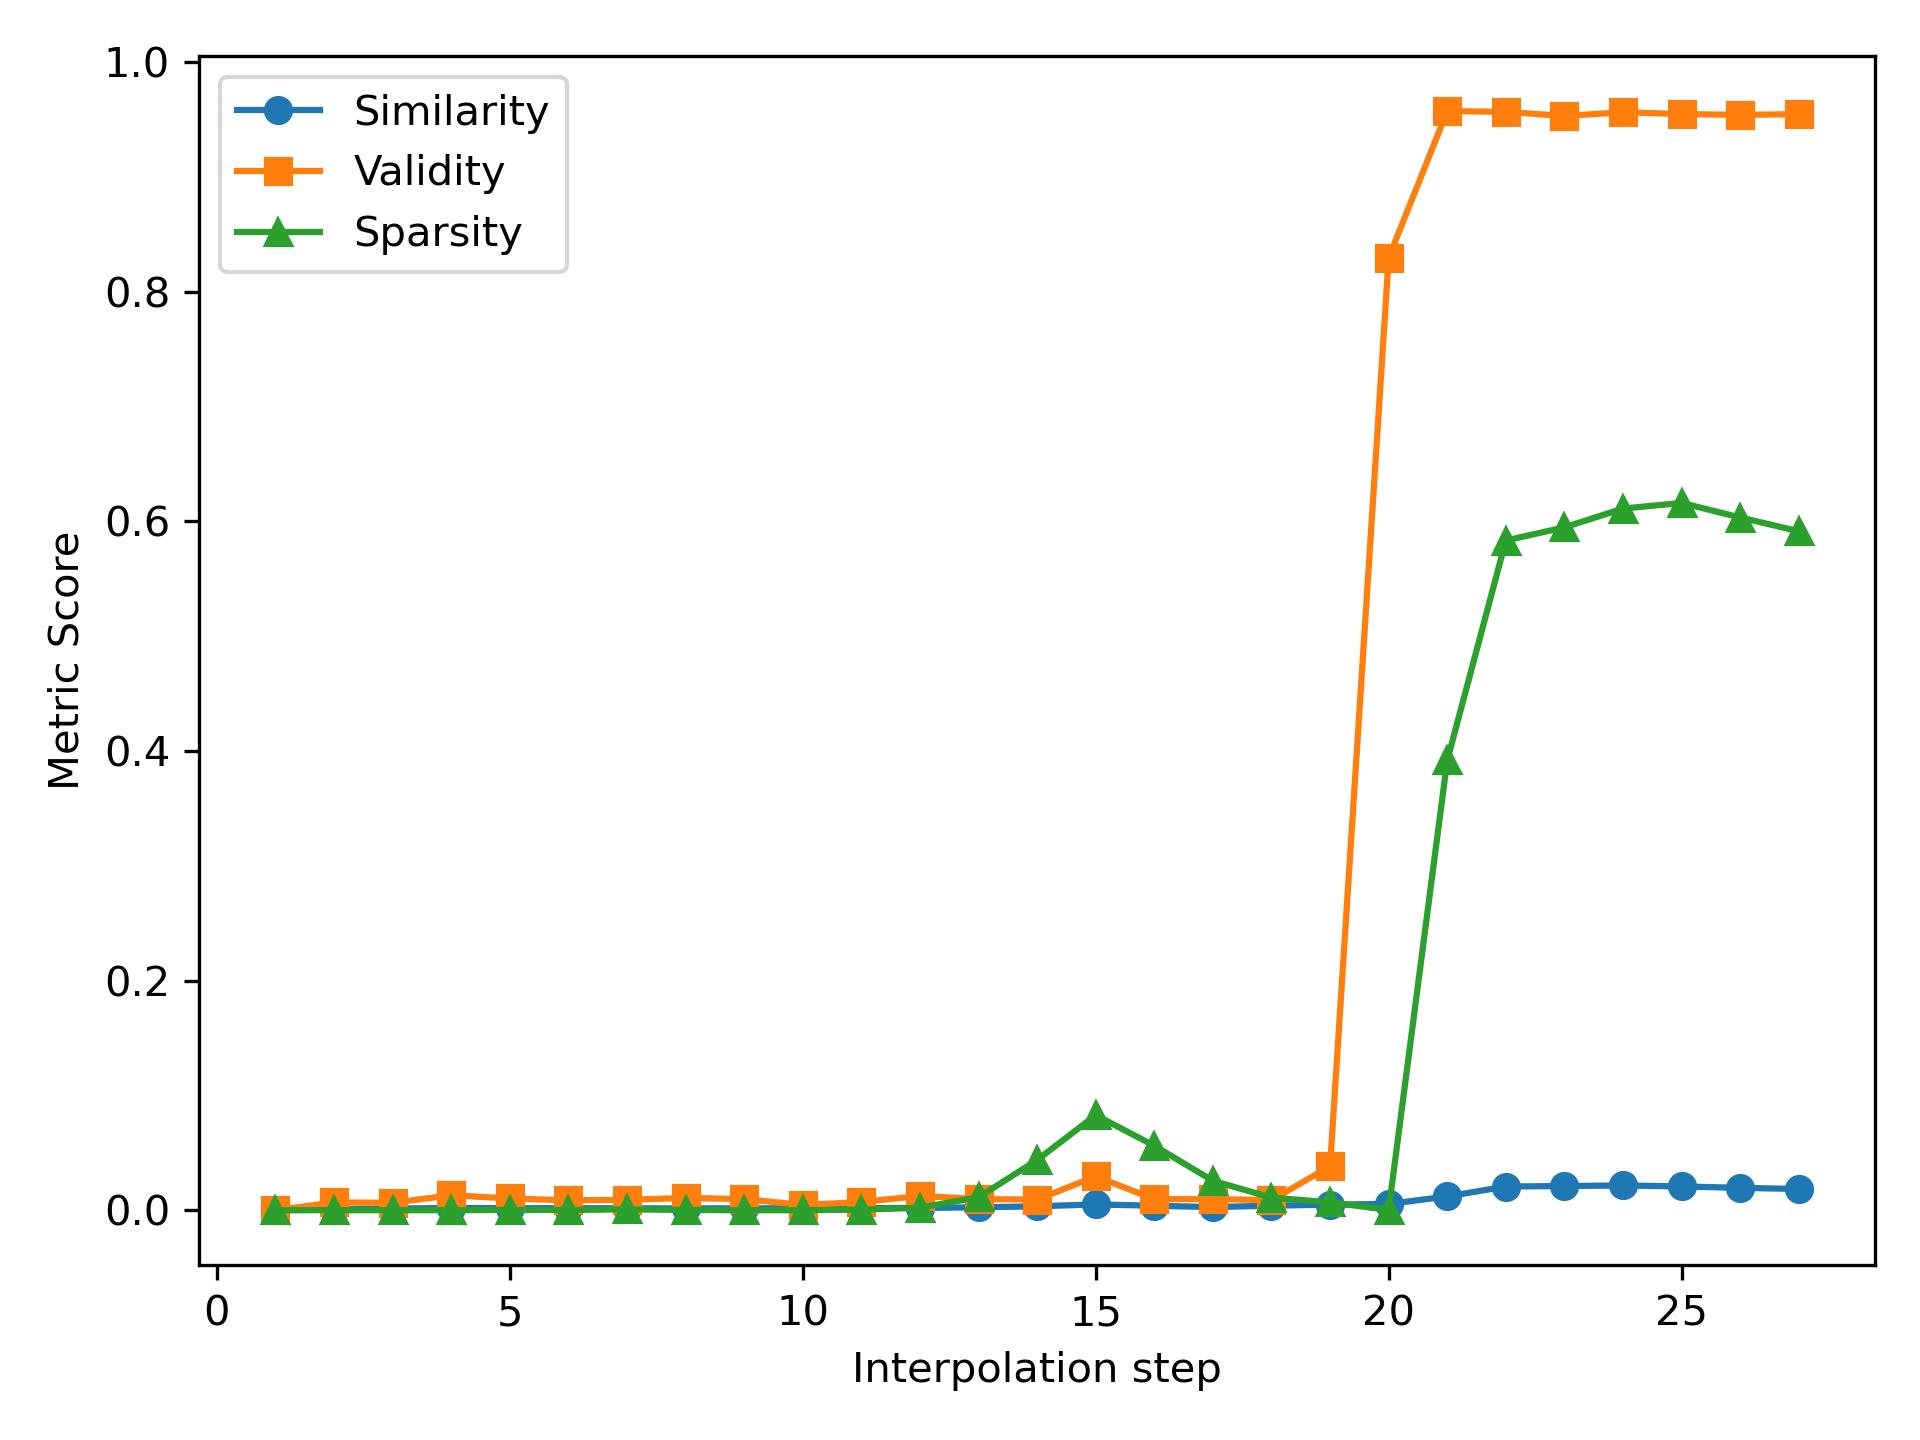 1.0
0.8
0.6
0.4
0.2
0.0
Metric Score
Similarity
Validity
Sparsity
0 5 10 15 20 25
Interpolation step